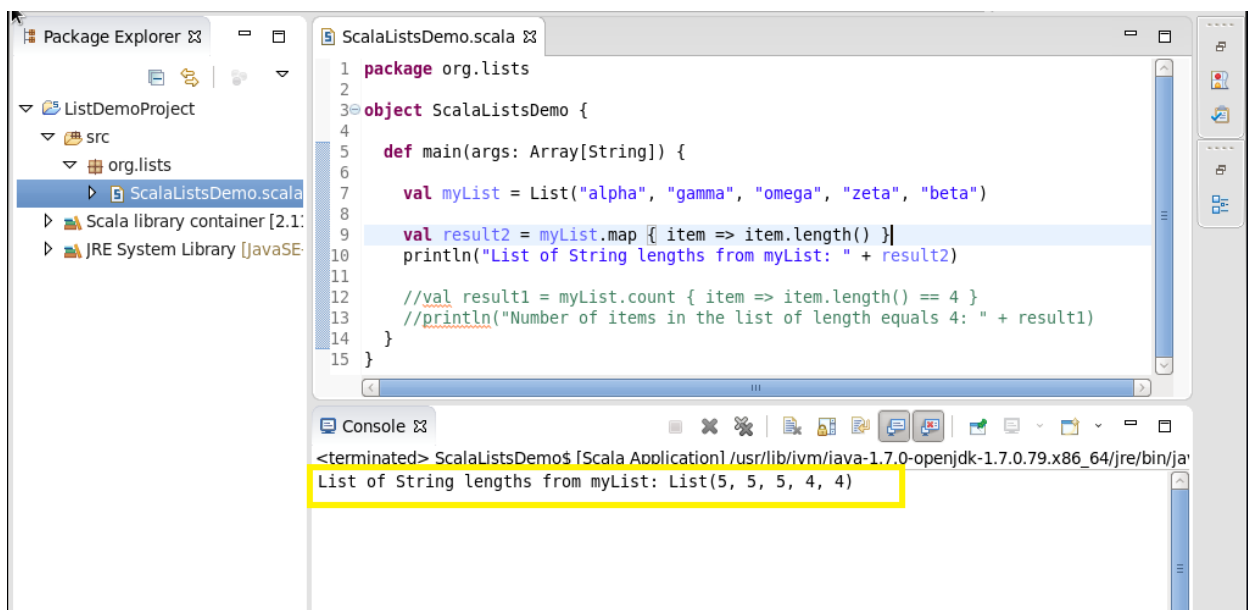 Package Explorer
ListDemoProject
src
org.lists
ScalaListsDemo.scala
Scala library container [2.1
JRE System Library [JavaSE-
ScalaListsDemo.scala
1 package org.lists
2
3 object ScalaListsDemo {
4
5 def main(args: Array[String]) {
6
7 val myList = List("alpha", "gamma", "omega", "zeta", "beta")
8
9 val result2 = myList.map { item => item.length() }
10 println("List of String lengths from myList: " + result2)
11
12 //val result1 = myList.count { item => item.length() == 4 }
13 //println("Number of items in the list of length equals 4: " + result1)
14 }
15 }
Console
<terminated> ScalaListsDemo$ [Scala Application] /usr/lib/jvm/java-1.7.0-openjdk-1.7.0.79.x86_64/jre/bin/ja
List of String lengths from myList: List(5, 5, 5, 4, 4)